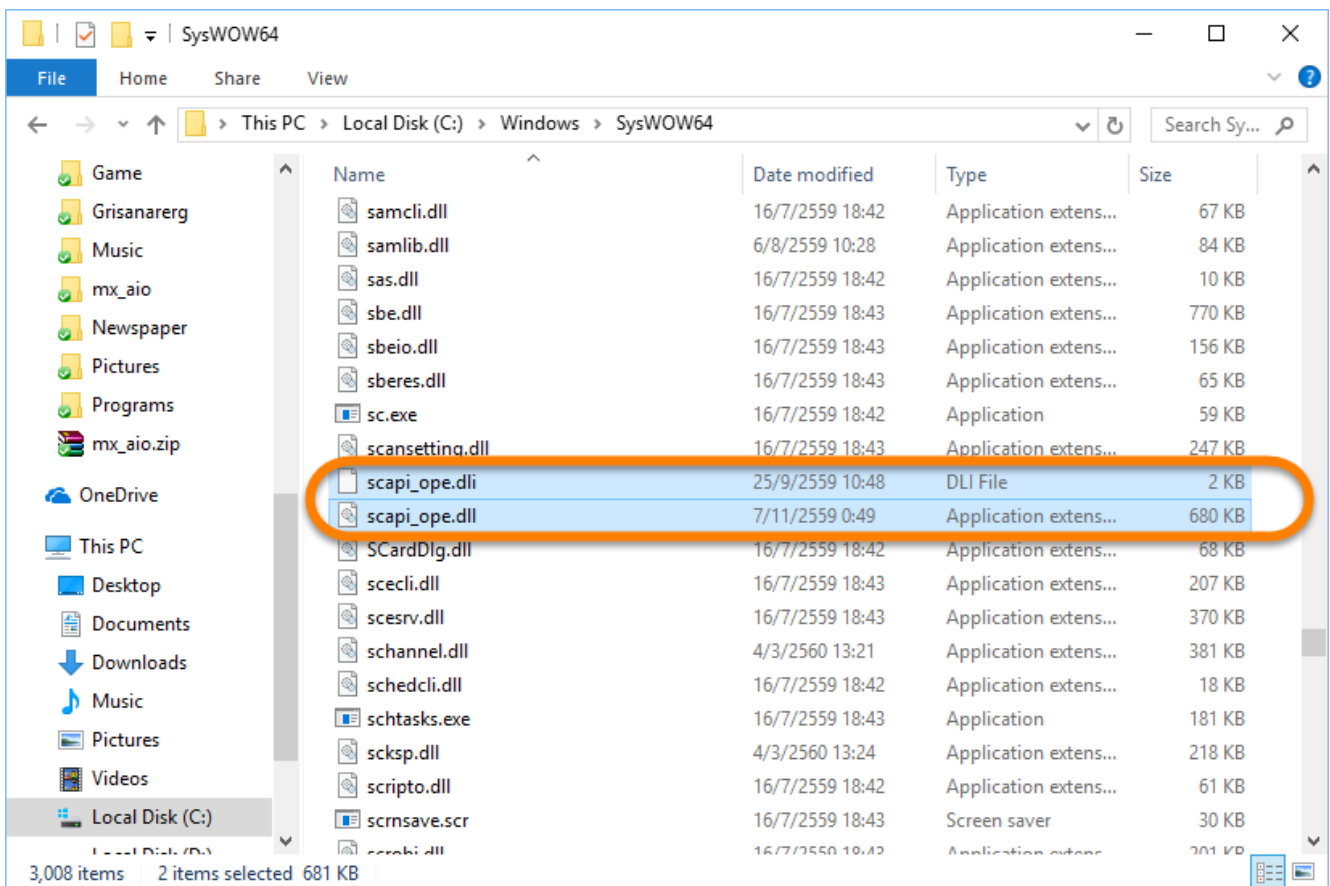 SysWOW64
File Home Share View
This PC > Local Disk (C:) > Windows > SysWOW64 Search Sy...
Game
Grisanarerg
Music
mx_aio
Newspaper
Pictures
Programs
mx_aio.zip
OneDrive
This PC
Desktop
Documents
Downloads
Music
Pictures
Videos
Local Disk (C:)
Local Disk (D:)
Name Date modified Type Size
samcli.dll 16/7/2559 18:42 Application extens... 67 KB
samlib.dll 6/8/2559 10:28 Application extens... 84 KB
sas.dll 16/7/2559 18:42 Application extens... 10 KB
sbe.dll 16/7/2559 18:43 Application extens... 770 KB
sbeio.dll 16/7/2559 18:43 Application extens... 156 KB
sberes.dll 16/7/2559 18:43 Application extens... 65 KB
sc.exe 16/7/2559 18:42 Application 59 KB
scansetting.dll 16/7/2559 18:43 Application extens... 247 KB
scapi_ope.dli 25/9/2559 10:48 DLI File 2 KB
scapi_ope.dll 7/11/2559 0:49 Application extens... 680 KB
SCardDlg.dll 16/7/2559 18:42 Application extens... 68 KB
scecli.dll 16/7/2559 18:43 Application extens... 207 KB
scesrv.dll 16/7/2559 18:43 Application extens... 370 KB
schannel.dll 4/3/2560 13:21 Application extens... 381 KB
schedcli.dll 16/7/2559 18:42 Application extens... 18 KB
schtasks.exe 16/7/2559 18:43 Application 181 KB
scksp.dll 4/3/2560 13:24 Application extens... 218 KB
scripto.dll 16/7/2559 18:42 Application extens... 61 KB
scrnsave.scr 16/7/2559 18:43 Screen saver 30 KB
scrobj.dll Application extens... 201 KB
3,008 items 2 items selected 681 KB